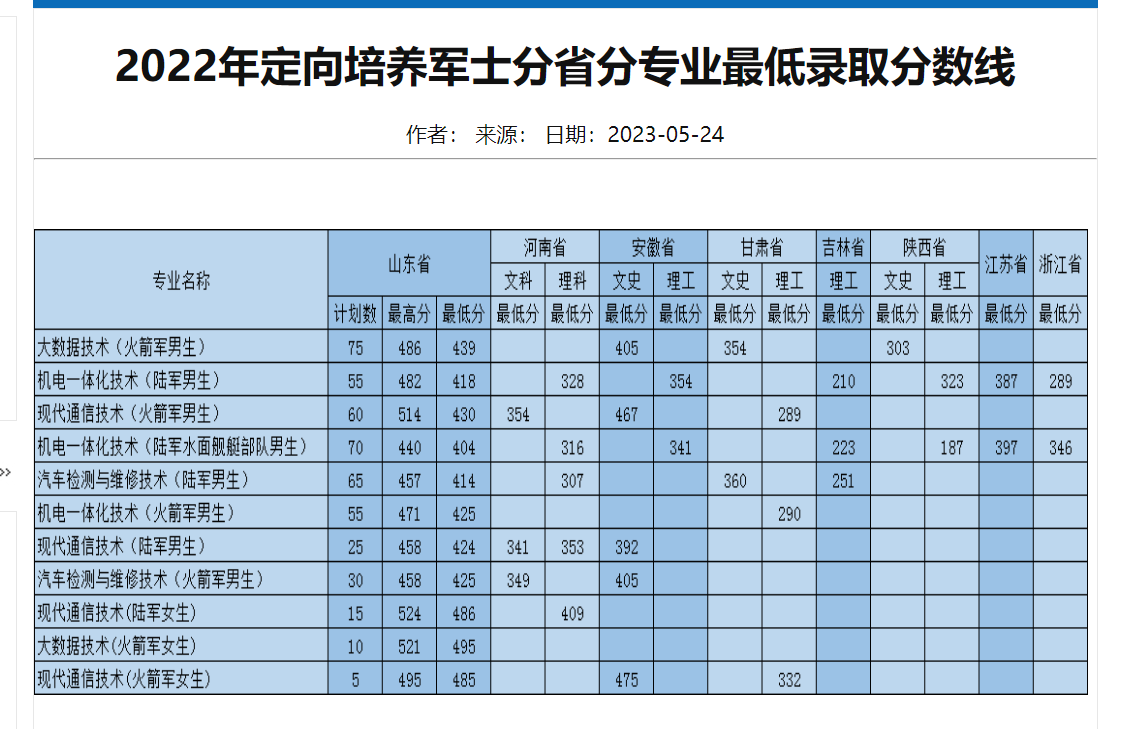 2022年定向培养军士分省分专业最低录取分数线
作者： 来源： 日期：2023-05-24
专业名称 山东省 河南省 安徽省 甘肃省 吉林省 陕西省 江苏省 浙江省
文科 理科 文史 理工 文史 理工 理工 文史 理工
计划数 最高分 最低分 最低分 最低分 最低分 最低分 最低分 最低分 最低分 最低分 最低分 最低分 最低分
大数据技术（火箭军男生） 75 486 439 405 354 303
机电一体化技术（陆军男生） 55 482 418 328 354 210 323 387 289
现代通信技术（火箭军男生） 60 514 430 354 467 289
机电一体化技术（陆军水面舰艇部队男生） 70 440 404 316 341 223 187 397 346
汽车检测与维修技术（陆军男生） 65 457 414 307 360 251
机电一体化技术（火箭军男生） 55 471 425 290
现代通信技术（陆军男生） 25 458 424 341 353 392
汽车检测与维修技术（火箭军男生） 30 458 425 349 405
现代通信技术(陆军女生) 15 524 486 409
大数据技术(火箭军女生) 10 521 495
现代通信技术(火箭军女生) 5 495 485 475 332
»